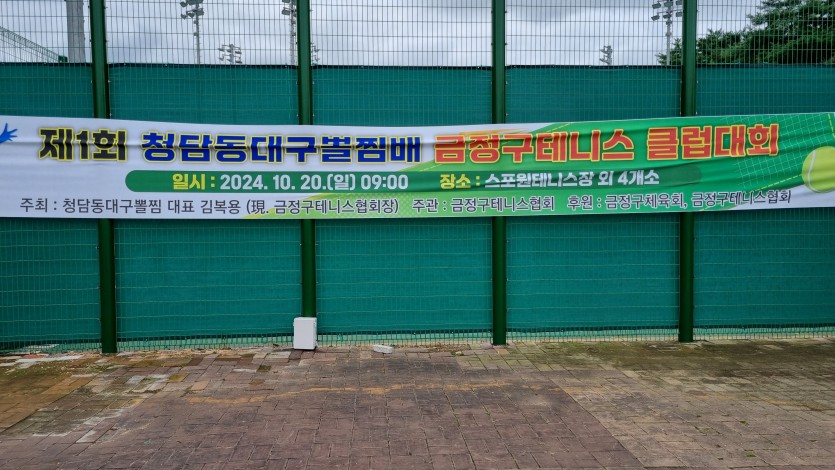 제1회 청담동대구뽈찜배 금정구테니스 클럽대회
일시 : 2024. 10. 20.(일) 09:00 장소 : 스포원테니스장 외 4개소
주최 : 청담동대구뽈찜 대표 김복용 (現. 금정구테니스협회장) 주관 : 금정구테니스협회 후원 : 금정구체육회, 금정구테니스협회